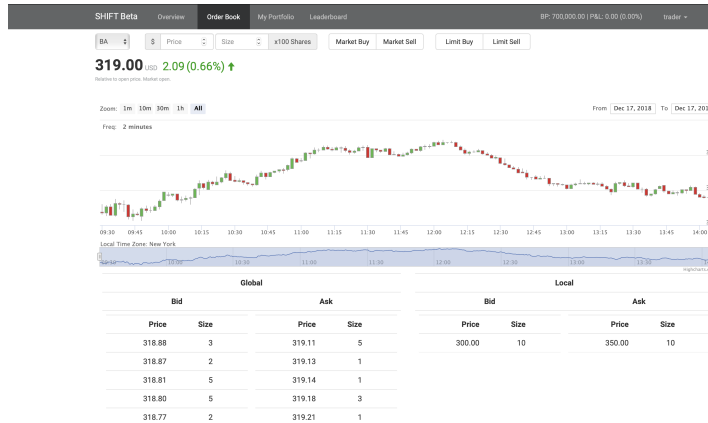 SHIFT Beta Overview Order Book My Portfolio Leaderboard BP: 700,000.00 | P&L: 0.00 (0.00%) trader
BA $ Price Size x100 Shares Market Buy Market Sell Limit Buy Limit Sell
319.00 USD 2.09 (0.66%)
Relative to open price. Market open.
Zoom: 1m 10m 30m 1h All From Dec 17, 2018 To Dec 17, 201
Freq: 2 minutes
09:30 09:45 10:00 10:15 10:30 10:45 11:00 11:15 11:30 11:45 12:00 12:15 12:30 12:45 13:00 13:15 13:30 13:45 14:00
Local Time Zone: New York
10:00 10:30 11:00 11:30 12:00 12:30 13:00 13:30
Highcharts.
Global Local
Bid Ask Bid Ask
Price Size Price Size Price Size Price Size
318.88 3 319.11 5 300.00 10 350.00 10
318.87 2 319.13 1
318.81 5 319.14 1
318.80 5 319.18 3
318.77 2 319.21 1